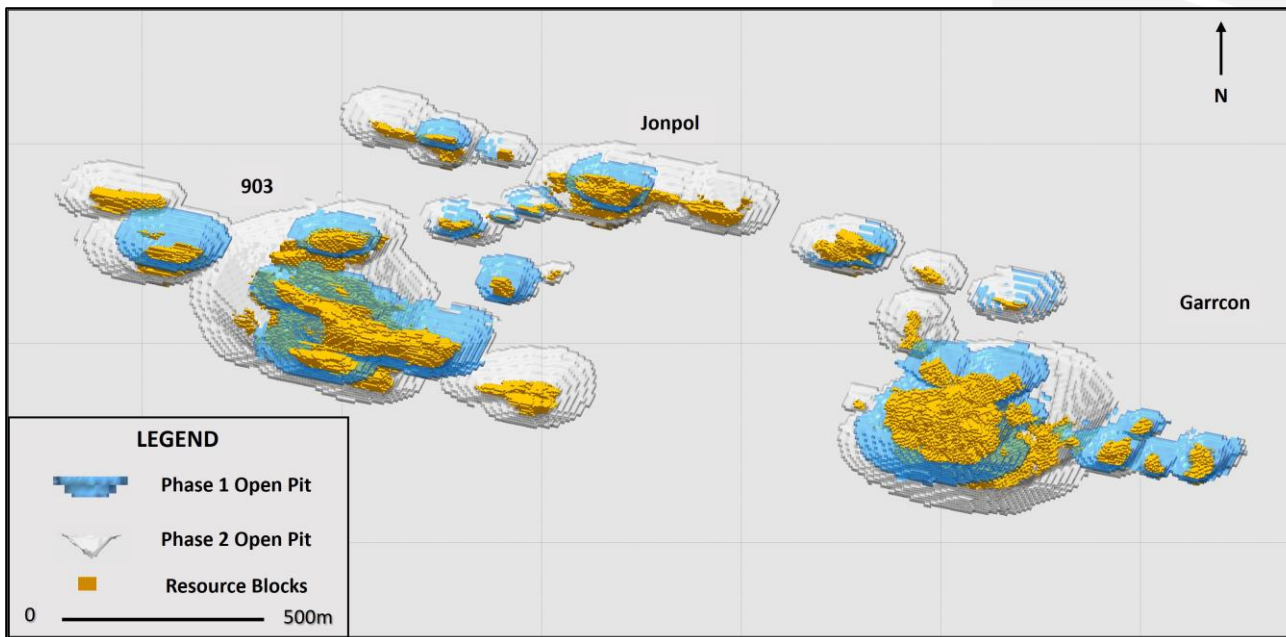 N
Jonpol
903
Garrcon
LEGEND
Phase 1 Open Pit
Phase 2 Open Pit
Resource Blocks
0 500m